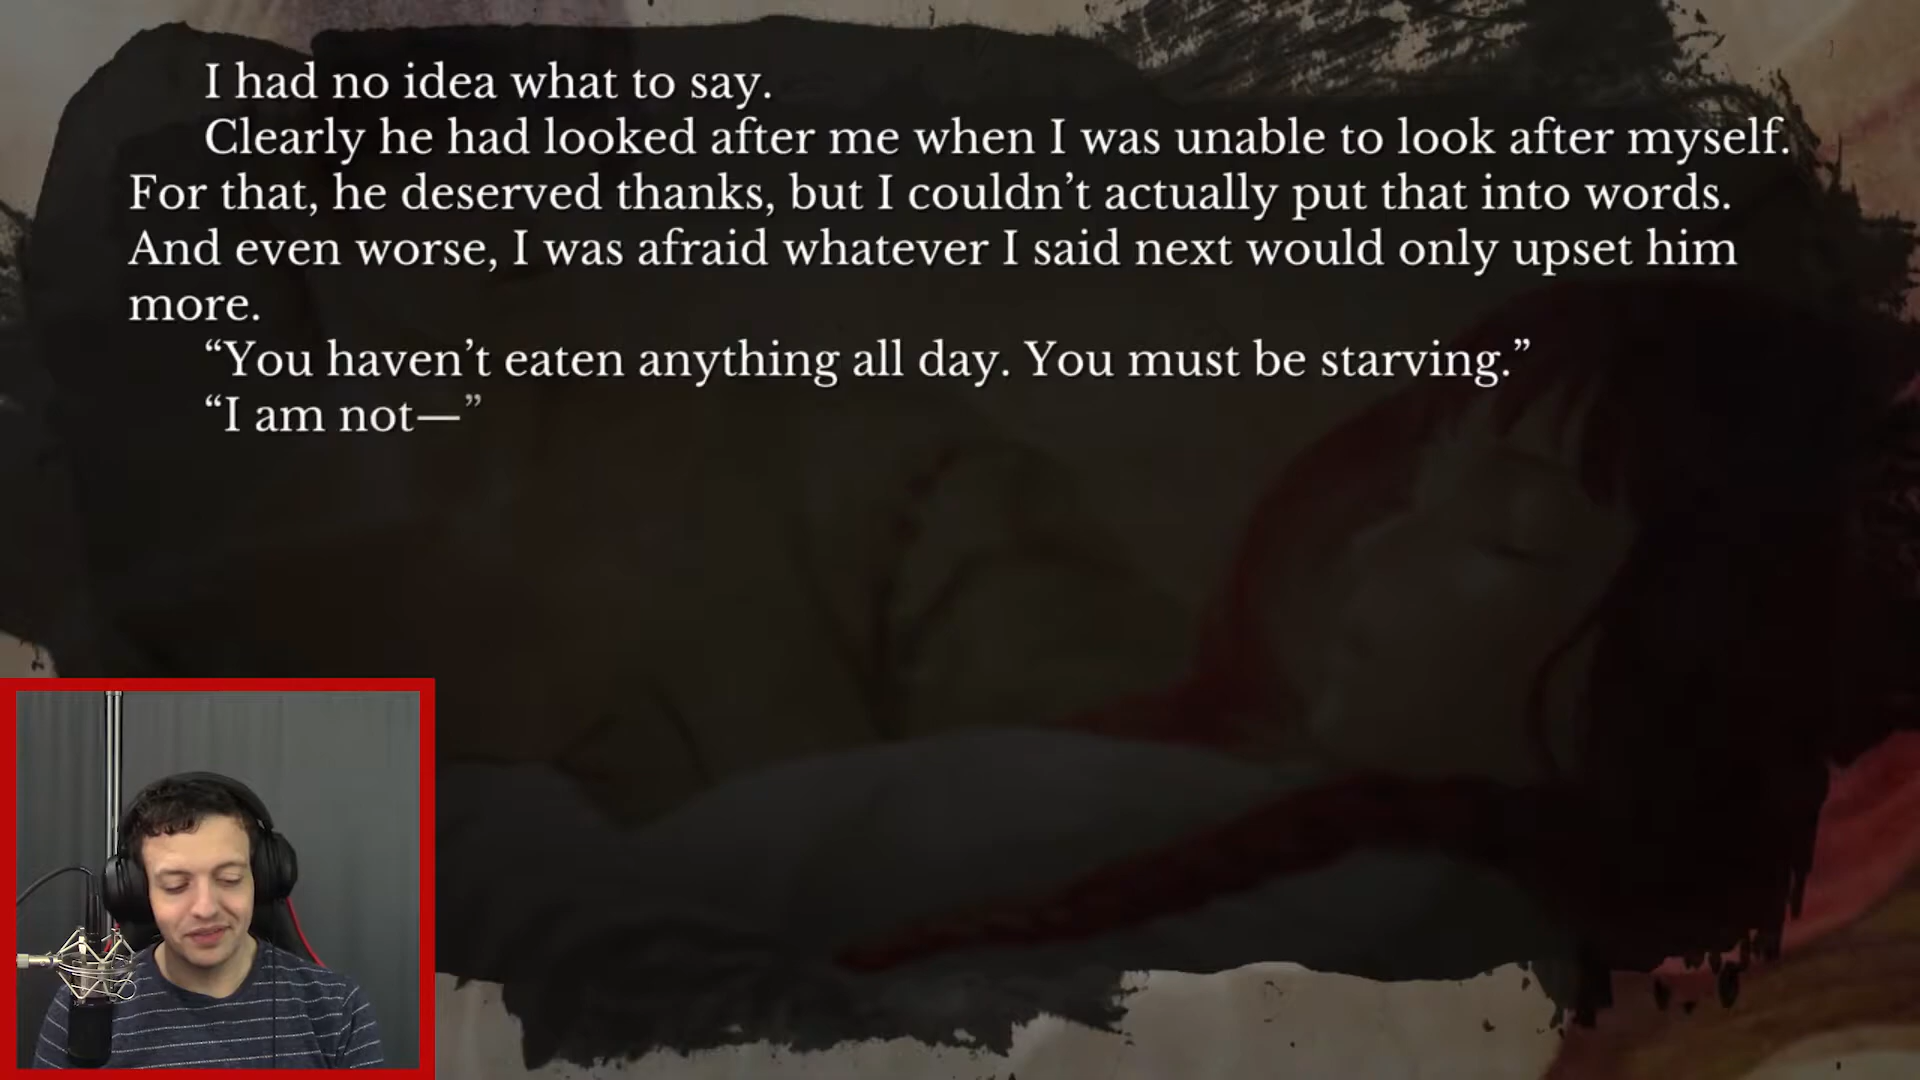 I had no idea what to say.
Clearly he had looked after me when I was unable to look after myself.
For that, he deserved thanks, but I couldn’t actually put that into words.
And even worse, I was afraid whatever I said next would only upset him
more.
“You haven’t eaten anything all day. You must be starving.”
“I am not—”